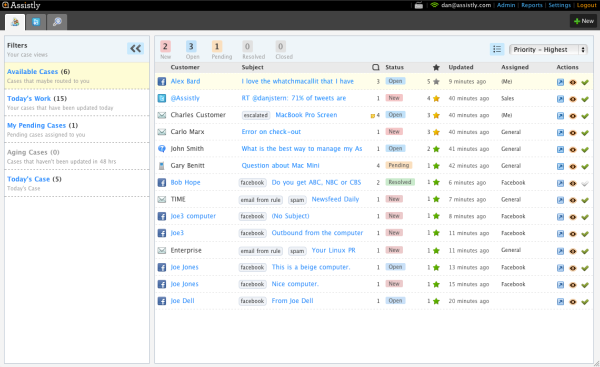 Assistly dan@assistly.com | Admin | Reports | Settings | Logout
+ New
Filters
Your case views
Available Cases (6)
Cases that maybe routed to you
Today's Work (15)
Your cases that have been updated today
My Pending Cases (1)
Pending cases assigned to you
Aging Cases (0)
Cases that haven't been updated in 48 hrs
Today's Case (5)
Today's Case
2 New 3 Open 1 Pending 0 Resolved 0 Closed Priority - Highest
Customer Subject Status Updated Assigned Actions
Alex Bard I love the whatchmacallit that I have 3 Open 5 9 minutes ago IMei
@Assistly RT @danjstern: 71% of tweets are 1 New 4 40 minutes ago Sales
Charles Customer escalated MacBook Pro Screen 4 Open 3 40 minutes ago IMei
Carlo Marx Error on check-out 1 New 3 40 minutes ago General
John Smith What is the best way to manage my As 1 Open 2 41 minutes ago General
Gary Benitt Question about Mac Mini 4 Pending 1 42 minutes ago General
Bob Hope facebook Do you get ABC, NBC or CBS 2 Resolved 1 6 minutes ago Facebook
TIME email from rule spam Newsfeed Daily 1 New 1 7 minutes ago General
Joe3 computer facebook (No Subject) 1 New 1 8 minutes ago Facebook
Joe3 facebook Outbound from the computer 1 New 1 11 minutes ago Facebook
Enterprise email from rule spam Your Linux PR 1 New 1 11 minutes ago General
Joe Jones facebook This is a beige computer. 1 Open 1 12 minutes ago Facebook
Joe Jones facebook Nice computer. 1 New 1 15 minutes ago Facebook
Joe Dell facebook From Joe Dell 1 Open 1 20 minutes ago